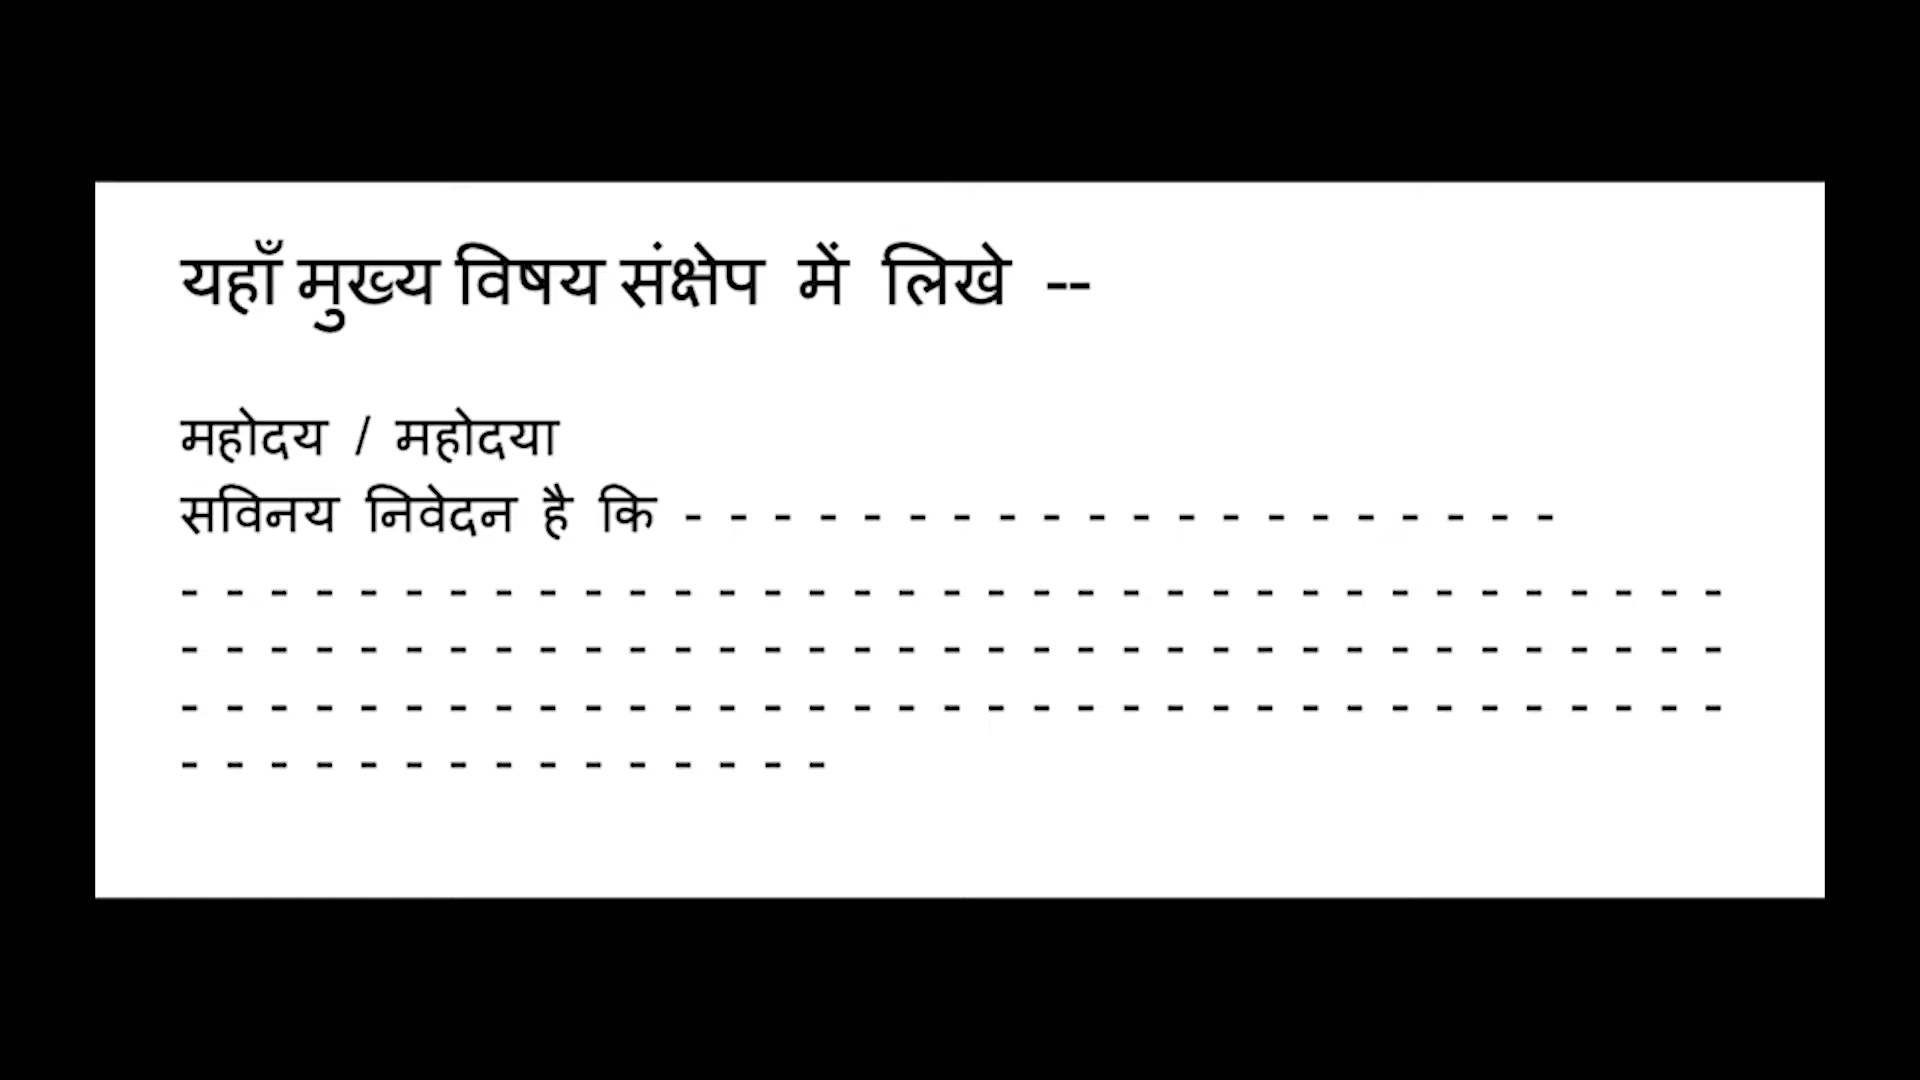 यहाँ मुख्य विषय संक्षेप में लिखे --
महोदय / महोदया
सविनय निवेदन है कि - - - - - - - - - - - - - - - - - - - -
- - - - - - - - - - - - - - - - - - - - - - - - - - - - - - - - - - -
- - - - - - - - - - - - - - - - - - - - - - - - - - - - - - - - - - -
- - - - - - - - - - - - - - - - - - - - - - - - - - - - - - - - - - -
- - - - - - - - - - - - - - -